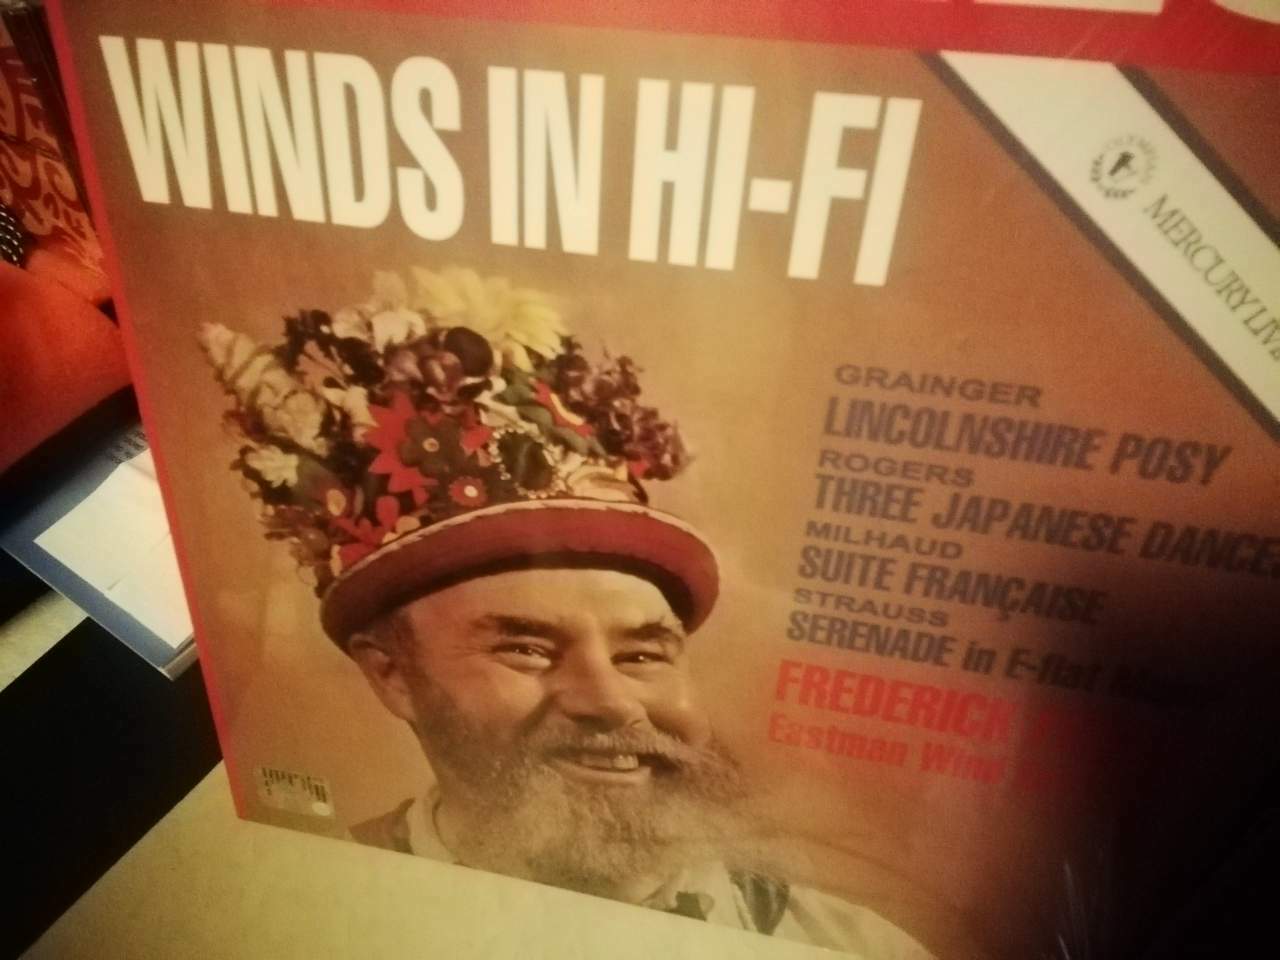 WINDS IN HI-FI
MERCURY LIV
GRAINGER
LINCOLNSHIRE POSY
ROGERS
THREE JAPANESE DANCES
MILHAUD
SUITE FRANÇAISE
STRAUSS
SERENADE in E-flat
FREDERICK
Eastman Wind